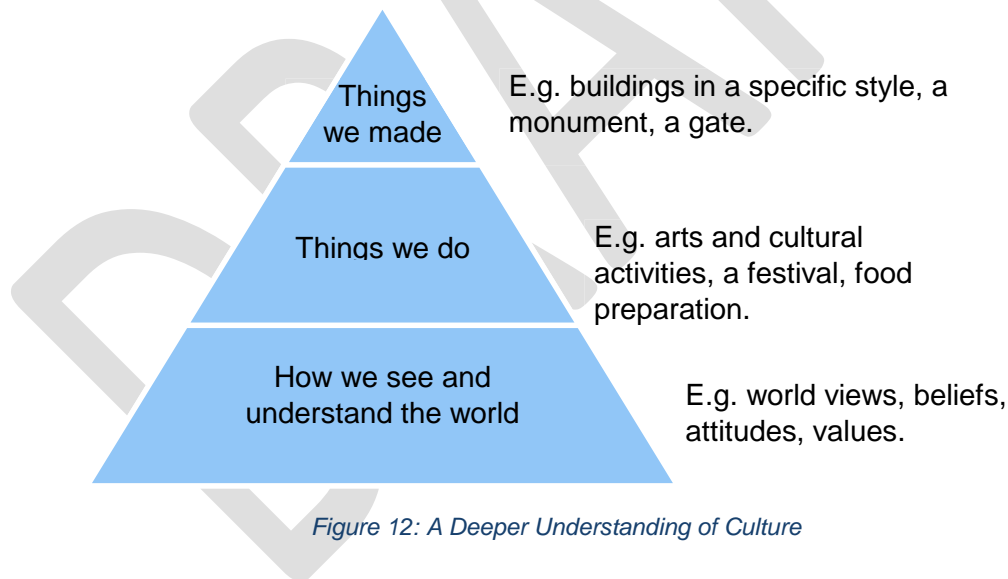 Things
we made
E.g. buildings in a specific style, a
monument, a gate.
Things we do
E.g. arts and cultural
activities, a festival, food
preparation.
How we see and
understand the world
E.g. world views, beliefs,
attitudes, values.
Figure 12: A Deeper Understanding of Culture